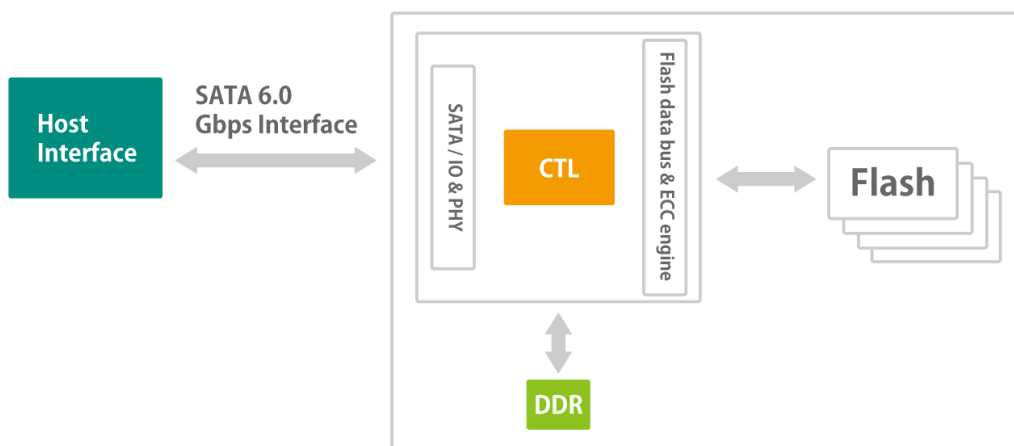 Host
Interface
SATA 6.0
Gbps Interface
SATA / IO & PHY
CTL
Flash data bus & ECC engine
Flash
DDR